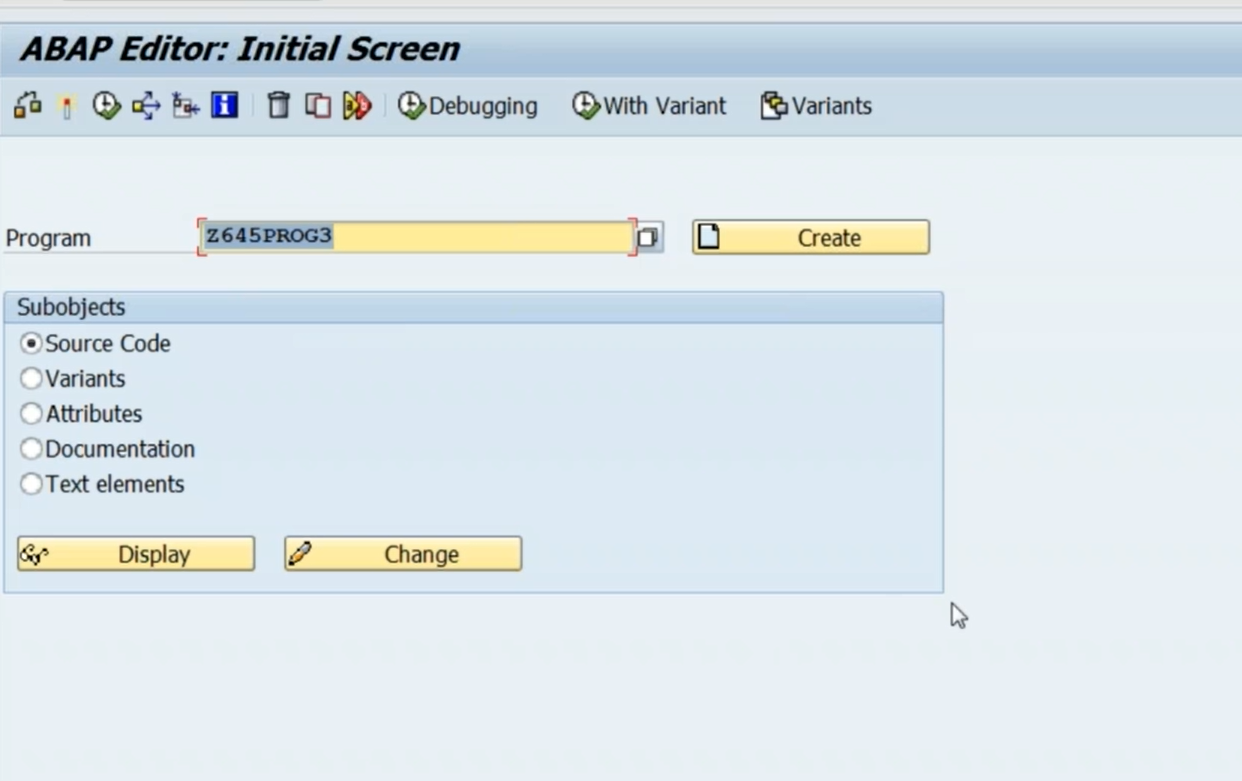 ABAP Editor: Initial Screen
Debugging With Variant Variants
Program Z645PROG3 Create
Subobjects
Source Code
Variants
Attributes
Documentation
Text elements
Display Change